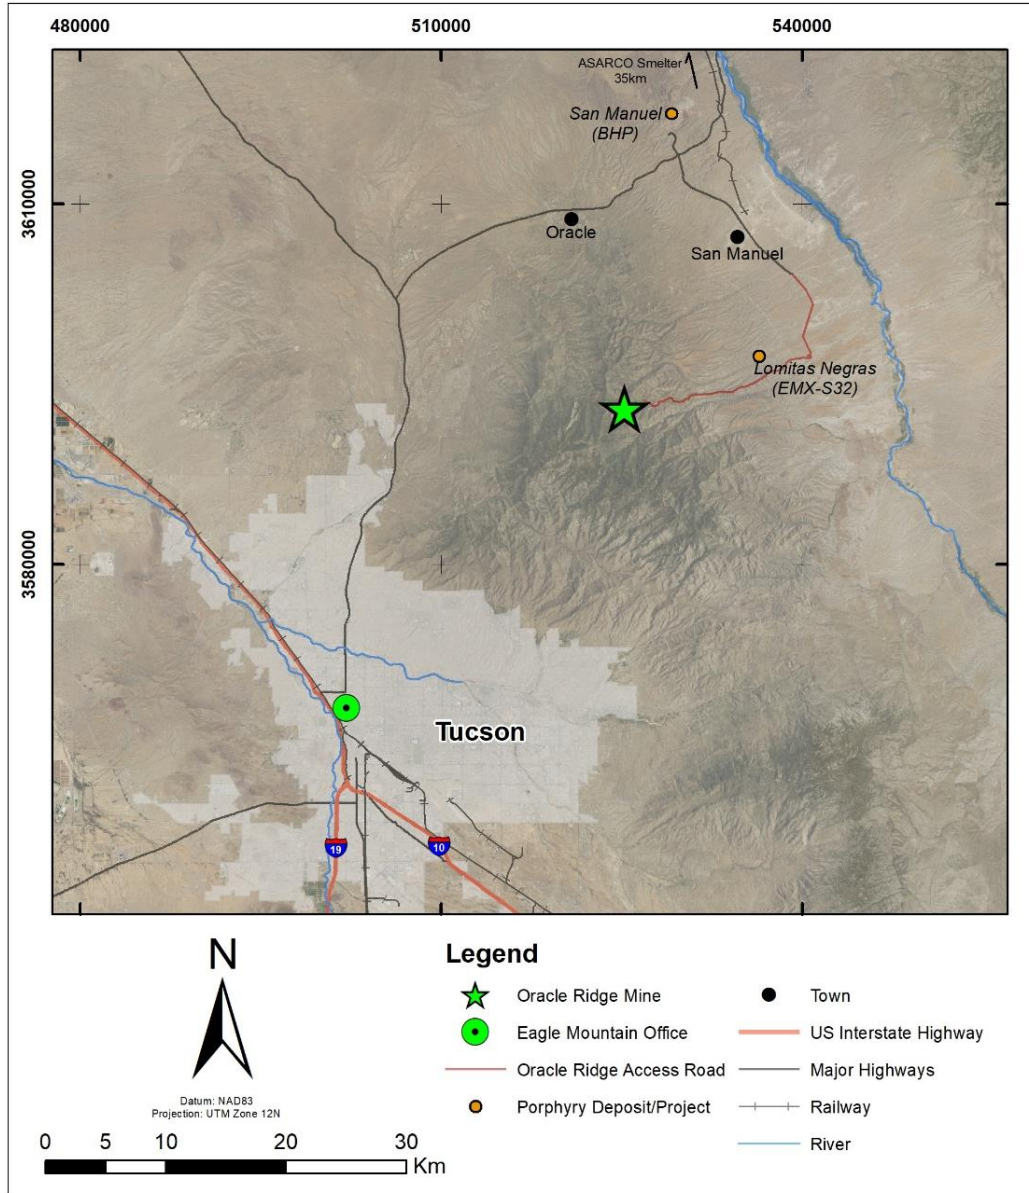 480000
510000
540000
ASARCO Smelter
35km
San Manuel
(BHP)
3610000
Oracle
San Manuel
Lomitas Negras
(EMX-S32)
3580000
Tucson
19
10
N
Datum: NAD83
Projection: UTM Zone 12N
0 5 10 20 30
Km
Legend
Oracle Ridge Mine
Eagle Mountain Office
Oracle Ridge Access Road
Porphyry Deposit/Project
Town
US Interstate Highway
Major Highways
Railway
River